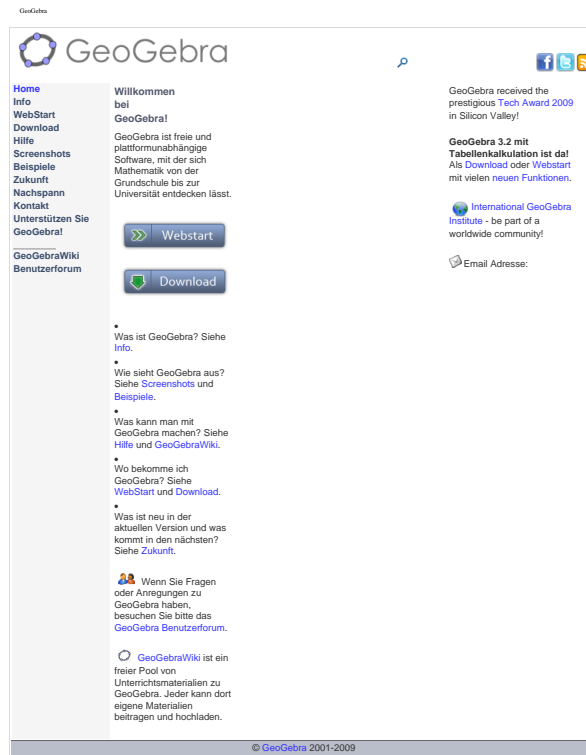 GeoGebra
GeoGebra
Home
Info
WebStart
Download
Hilfe
Screenshots
Beispiele
Zukunft
Nachspann
Kontakt
Unterstützen Sie
GeoGebra!
GeoGebraWiki
Benutzerforum
Willkommen
bei
GeoGebra!
GeoGebra ist freie und
plattformunabhängige
Software, mit der sich
Mathematik von der
Grundschule bis zur
Universität entdecken lässt.
Webstart
Download
•
Was ist GeoGebra? Siehe
Info.
•
Wie sieht GeoGebra aus?
Siehe Screenshots und
Beispiele.
•
Was kann man mit
GeoGebra machen? Siehe
Hilfe und GeoGebraWiki.
•
Wo bekomme ich
GeoGebra? Siehe
WebStart und Download.
•
Was ist neu in der
aktuellen Version und was
kommt in den nächsten?
Siehe Zukunft.
Wenn Sie Fragen
oder Anregungen zu
GeoGebra haben,
besuchen Sie bitte das
GeoGebra Benutzerforum.
GeoGebraWiki ist ein
freier Pool von
Unterrichtsmaterialien zu
GeoGebra. Jeder kann dort
eigene Materialien
beitragen und hochladen.
GeoGebra received the
prestigious Tech Award 2009
in Silicon Valley!
GeoGebra 3.2 mit
Tabellenkalkulation ist da!
Als Download oder Webstart
mit vielen neuen Funktionen.
International GeoGebra
Institute - be part of a
worldwide community!
Email Adresse:
© GeoGebra 2001-2009